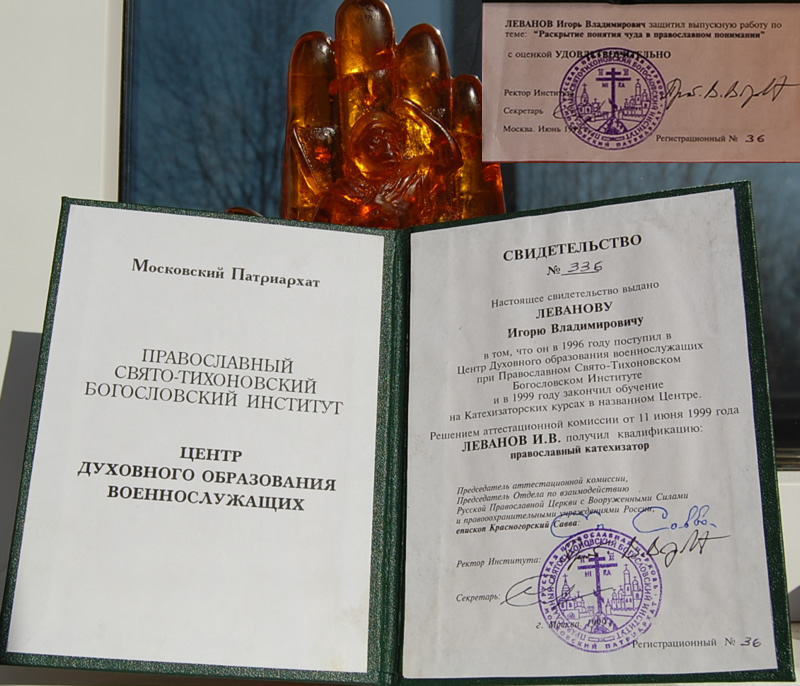 ЛЕВАНОВ Игорь Владимирович защитил выпускную работу по
теме: "Раскрытие понятия чуда в православном понимании"
с оценкой УДОВЛЕТВОРИТЕЛЬНО
Ректор Института
Секретарь
Москва. Июнь
Регистрационный № 36
Московский Патриархат
ПРАВОСЛАВНЫЙ
СВЯТО-ТИХОНОВСКИЙ
БОГОСЛОВСКИЙ ИНСТИТУТ
ЦЕНТР
ДУХОВНОГО ОБРАЗОВАНИЯ
ВОЕННОСЛУЖАЩИХ
СВИДЕТЕЛЬСТВО
№ 336
Настоящее свидетельство выдано
ЛЕВАНОВУ
Игорю Владимировичу
в том, что он в 1996 году поступил в
Центр Духовного образования военнослужащих
при Православном Свято-Тихоновском
Богословском Институте
и в 1999 году закончил обучение
на Катехизаторских курсах в названном Центре.
Решением аттестационной комиссии от 11 июня 1999 года
ЛЕВАНОВ И.В. получил квалификацию:
православный катехизатор
Председатель аттестационной комиссии,
Председатель Отдела по взаимодействию
Русской Православной Церкви с Вооруженными Силами
и правоохранительными учреждениями России,
епископ Красногорский Савва:
Савва
Ректор Института:
Секретарь:
г. Москва 1999
Регистрационный № 36